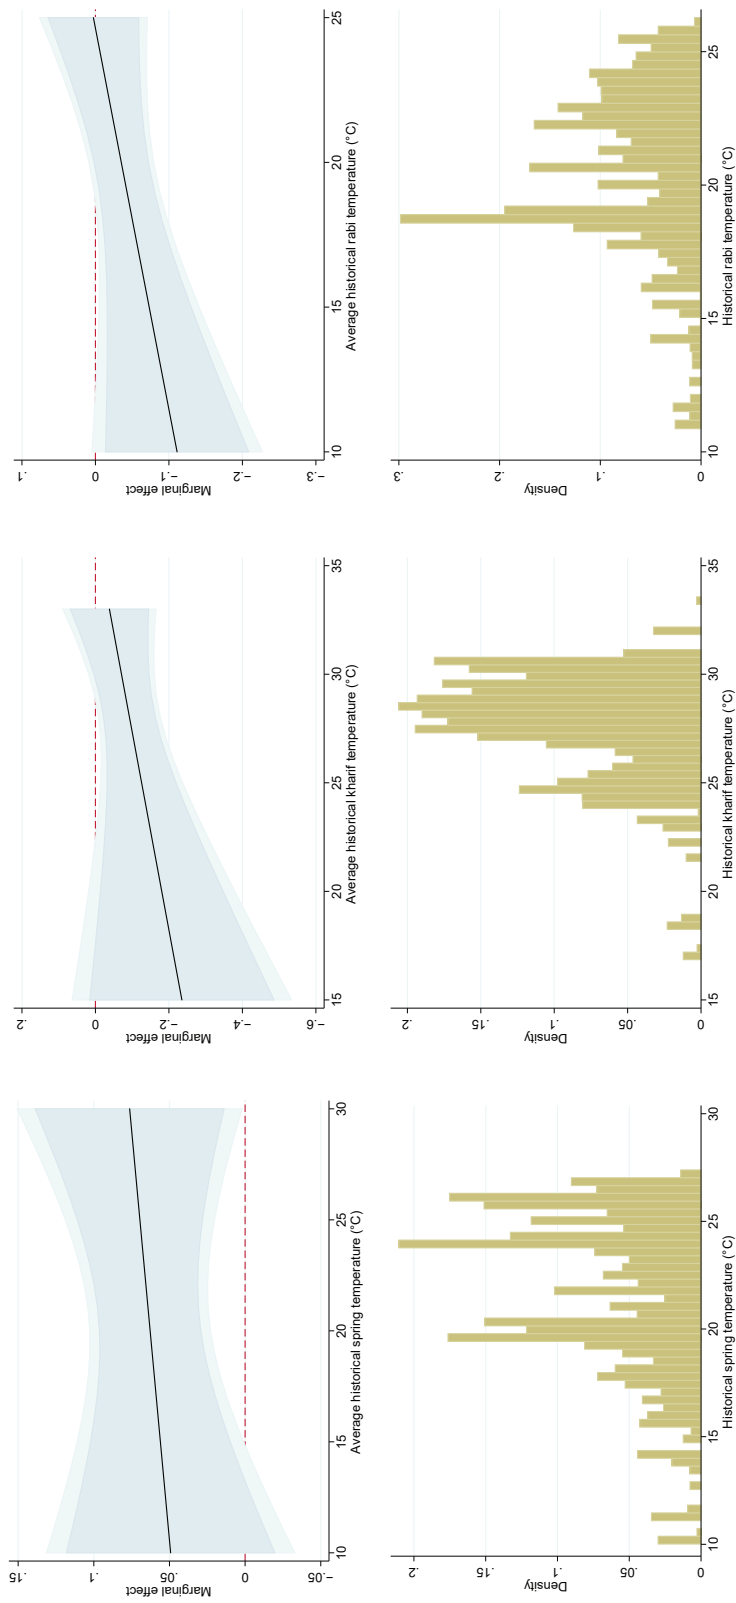 Marginal effect
.15
.1
.05
0
-.05
10 15 20 25 30
Average historical spring temperature (°C)
Marginal effect
.2
0
-.2
-.4
-.6
15 20 25 30 35
Average historical kharif temperature (°C)
Marginal effect
.1
0
-.1
-.2
-.3
10 15 20 25
Average historical rabi temperature (°C)
Density
.2
.15
.1
.05
0
10 15 20 25 30
Historical spring temperature (°C)
Density
.2
.15
.1
.05
0
15 20 25 30 35
Historical kharif temperature (°C)
Density
.3
.2
.1
0
10 15 20 25
Historical rabi temperature (°C)